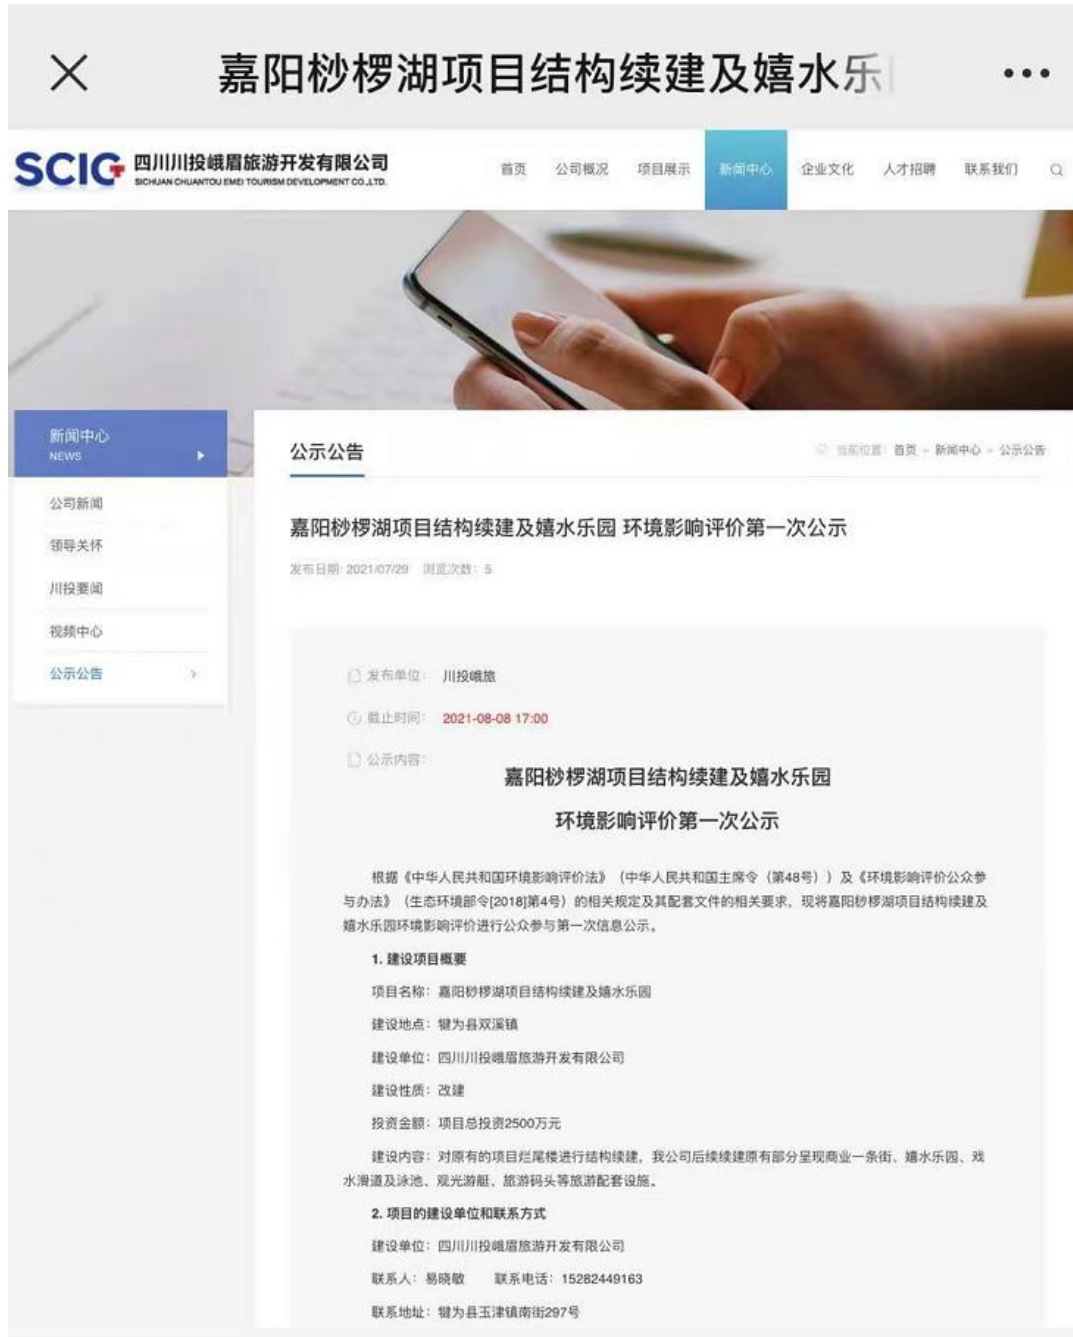 嘉阳桫椤湖项目结构续建及嬉水乐
SCIG 四川川投峨眉旅游开发有限公司
SICHUAN CHUANTOU EMEI TOURISM DEVELOPMENT CO.,LTD.
首页 公司概况 项目展示 新闻中心 企业文化 人才招聘 联系我们
新闻中心
NEWS
公司新闻
领导关怀
川投要闻
视频中心
公示公告
公示公告
当前位置: 首页 - 新闻中心 - 公示公告
嘉阳桫椤湖项目结构续建及嬉水乐园 环境影响评价第一次公示
发布日期: 2021/07/29 浏览次数: 5
发布单位: 川投峨旅
截止时间: 2021-08-08 17:00
公示内容:
嘉阳桫椤湖项目结构续建及嬉水乐园
环境影响评价第一次公示
根据《中华人民共和国环境影响评价法》（中华人民共和国主席令（第48号））及《环境影响评价公众参
与办法》（生态环境部令[2018]第4号）的相关规定及其配套文件的相关要求，现将嘉阳桫椤湖项目结构续建及
嬉水乐园环境影响评价进行公众参与第一次信息公示。
1. 建设项目概要
项目名称：嘉阳桫椤湖项目结构续建及嬉水乐园
建设地点：犍为县双溪镇
建设单位：四川川投峨眉旅游开发有限公司
建设性质：改建
投资金额：项目总投资2500万元
建设内容：对原有的项目烂尾楼进行结构续建，我公司后续续建原有部分呈现商业一条街、嬉水乐园、戏
水滑道及泳池、观光游艇、旅游码头等旅游配套设施。
2. 项目的建设单位和联系方式
建设单位：四川川投峨眉旅游开发有限公司
联系人：易晓敏 联系电话：15282449163
联系地址：犍为县玉津镇南街297号